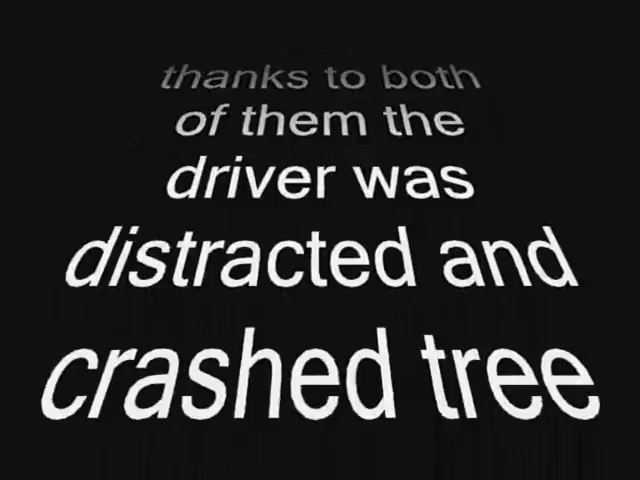 thanks to both
of them the
driver was
distracted and
crashed tree